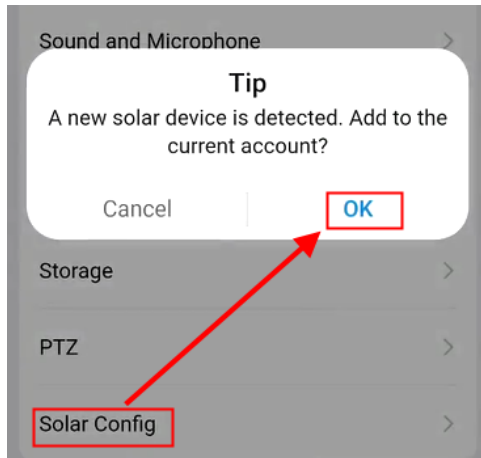 Sound and Microphone
Tip
A new solar device is detected. Add to the
current account?
Cancel
OK
Storage
PTZ
Solar Config